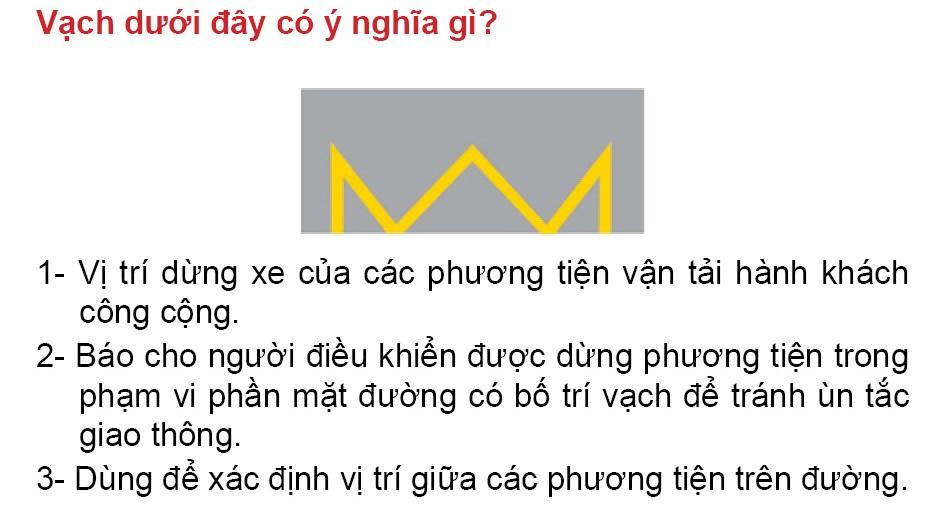 Vạch dưới đây có ý nghĩa gì?
1- Vị trí dừng xe của các phương tiện vận tải hành khách
công cộng.
2- Báo cho người điều khiển được dừng phương tiện trong
phạm vi phần mặt đường có bố trí vạch để tránh ùn tắc
giao thông.
3- Dùng để xác định vị trí giữa các phương tiện trên đường.